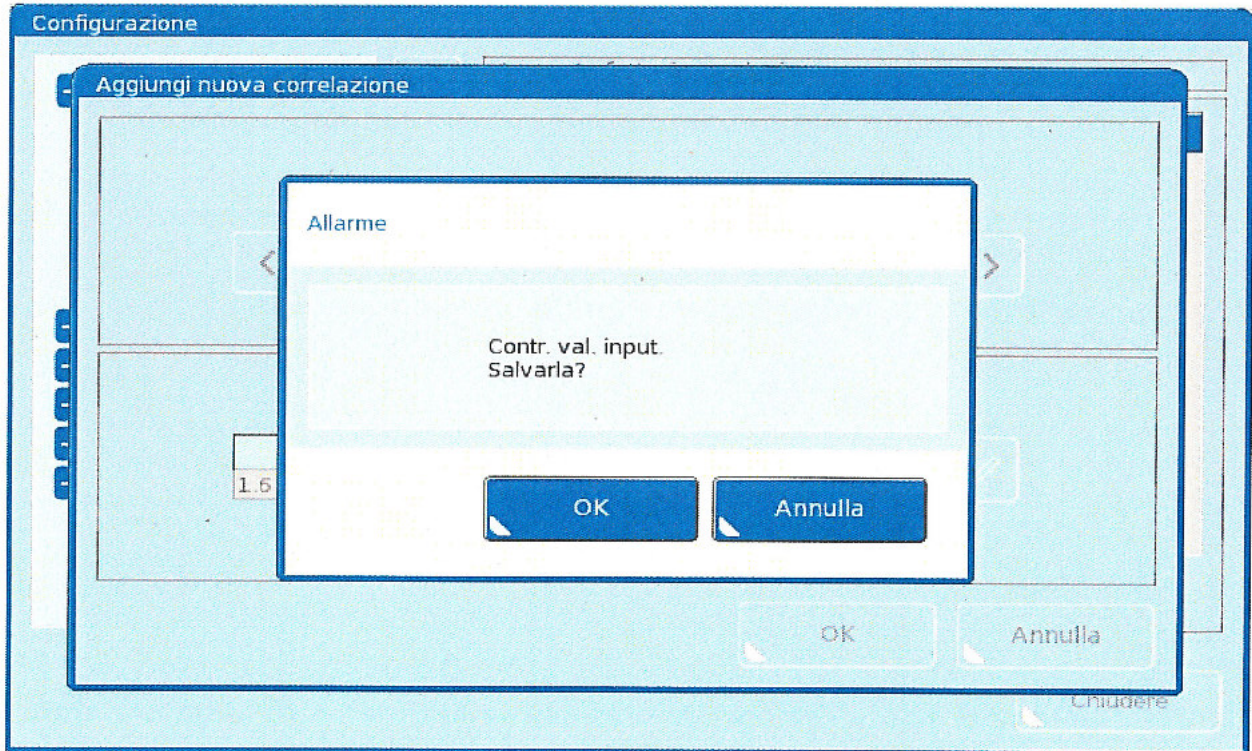 Configurazione
Aggiungi nuova correlazione
Allarme
<
>
Contr. val. input.
Salvarla?
1.6
OK
Annulla
OK
Annulla
Chiudere